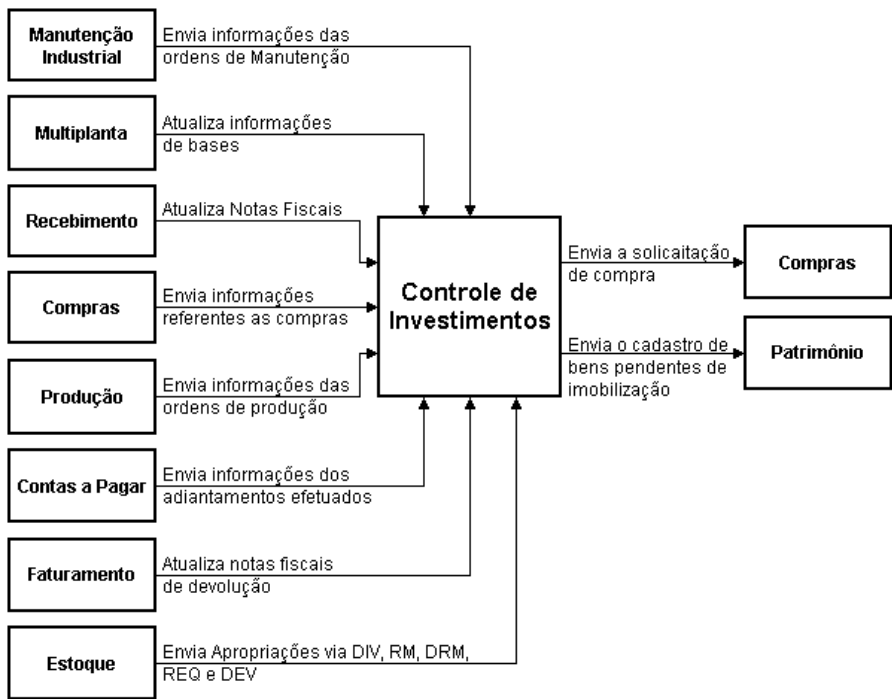 Manutenção
Industrial
Envia informações das
ordens de Manutenção
Multiplanta
Atualiza informações
de bases
Recebimento
Atualiza Notas Fiscais
Compras
Envia informações
referentes as compras
Produção
Envia informações das
ordens de produção
Contas a Pagar
Envia informações dos
adiantamentos efetuados
Faturamento
Atualiza notas fiscais
de devolução
Estoque
Envia Apropriações via DIV, RM, DRM,
REQ e DEV
Controle de
Investimentos
Envia a solicaitação
de compra
Compras
Envia o cadastro de
bens pendentes de
imobilização
Patrimônio